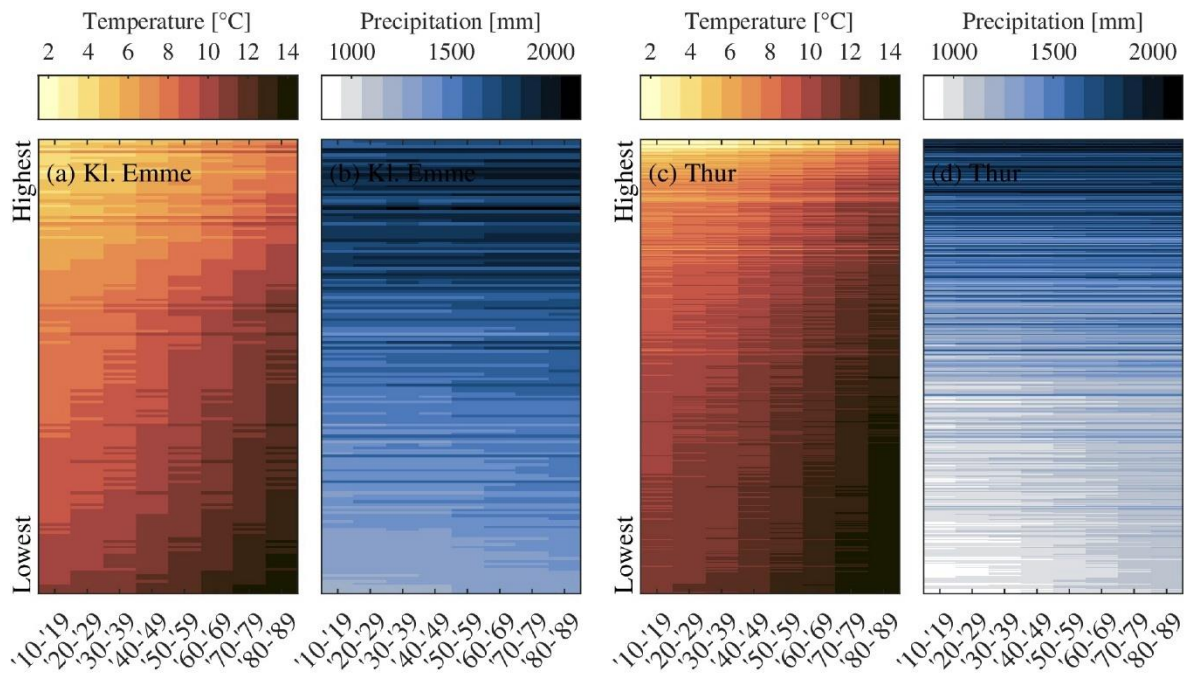 Temperature [°C]
2 4 6 8 10 12 14
Precipitation [mm]
1000 1500 2000
Temperature [°C]
2 4 6 8 10 12 14
Precipitation [mm]
1000 1500 2000
Highest
Lowest
(a) Kl. Emme
(b) Kl. Emme
Highest
Lowest
(c) Thur
(d) Thur
'10-'19
'20-'29
'30-'39
'40-'49
'50-'59
'60-'69
'70-'79
'80-'89
'10-'19
'20-'29
'30-'39
'40-'49
'50-'59
'60-'69
'70-'79
'80-'89
'10-'19
'20-'29
'30-'39
'40-'49
'50-'59
'60-'69
'70-'79
'80-'89
'10-'19
'20-'29
'30-'39
'40-'49
'50-'59
'60-'69
'70-'79
'80-'89